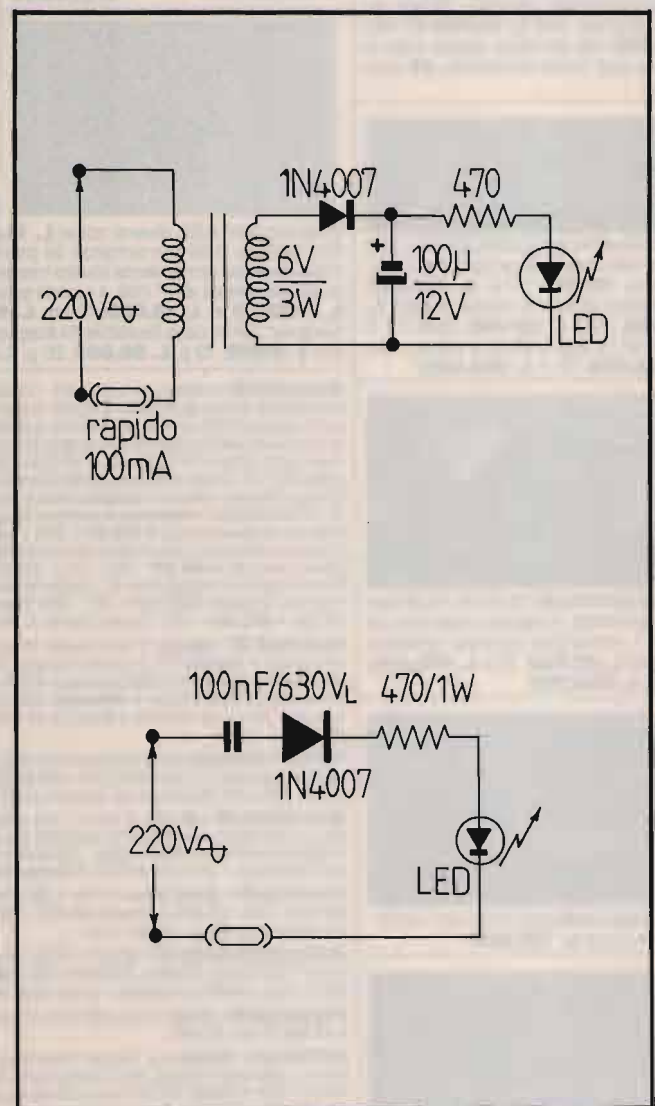 1N4007
470
220V
6V
3W
+
100µ
12V
LED
rapido
100mA
100nF/630VL
470/1W
1N4007
220V
LED